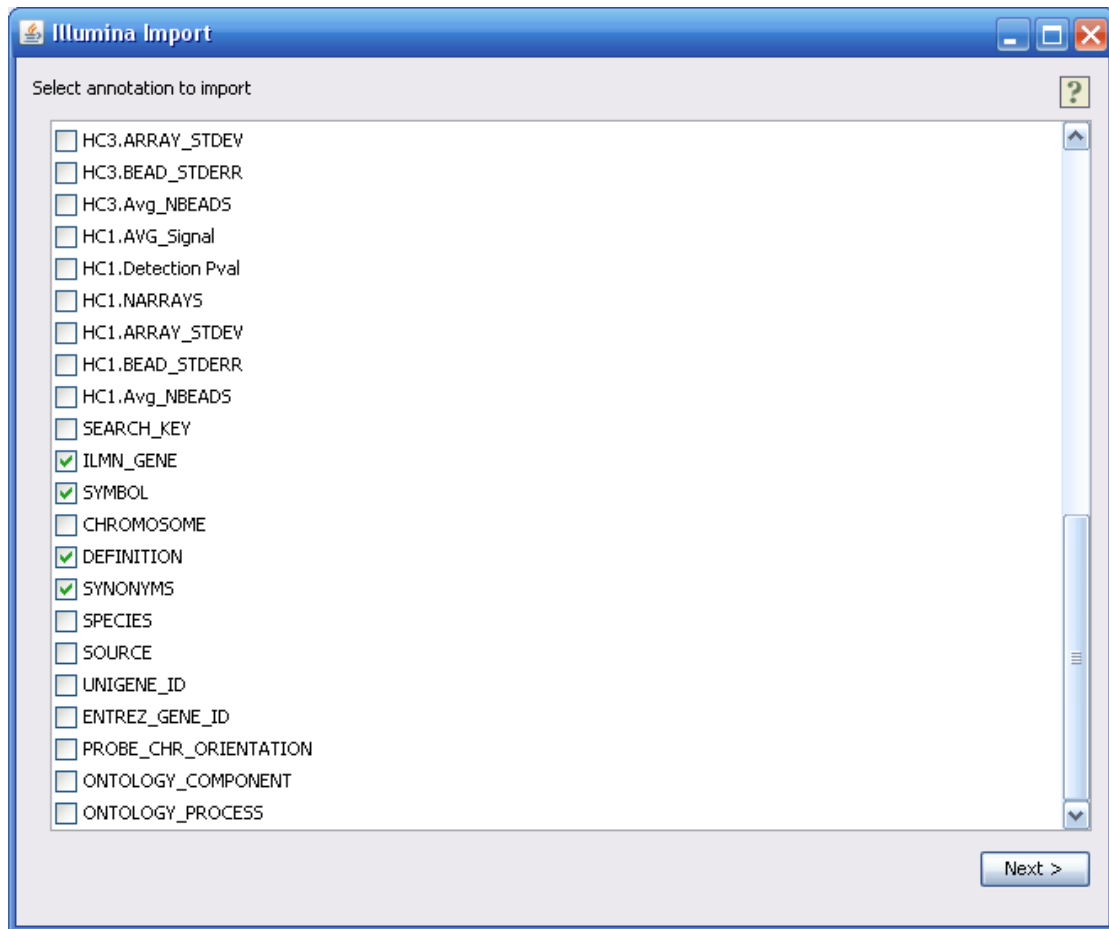 Illumina Import
Select annotation to import
?
HC3.ARRAY_STDEV
HC3.BEAD_STDERR
HC3.Avg_NBEADS
HC1.AVG_Signal
HC1.Detection Pval
HC1.NARRAYS
HC1.ARRAY_STDEV
HC1.BEAD_STDERR
HC1.Avg_NBEADS
SEARCH_KEY
ILMN_GENE
SYMBOL
CHROMOSOME
DEFINITION
SYNONYMS
SPECIES
SOURCE
UNIGENE_ID
ENTREZ_GENE_ID
PROBE_CHR_ORIENTATION
ONTOLOGY_COMPONENT
ONTOLOGY_PROCESS
Next >